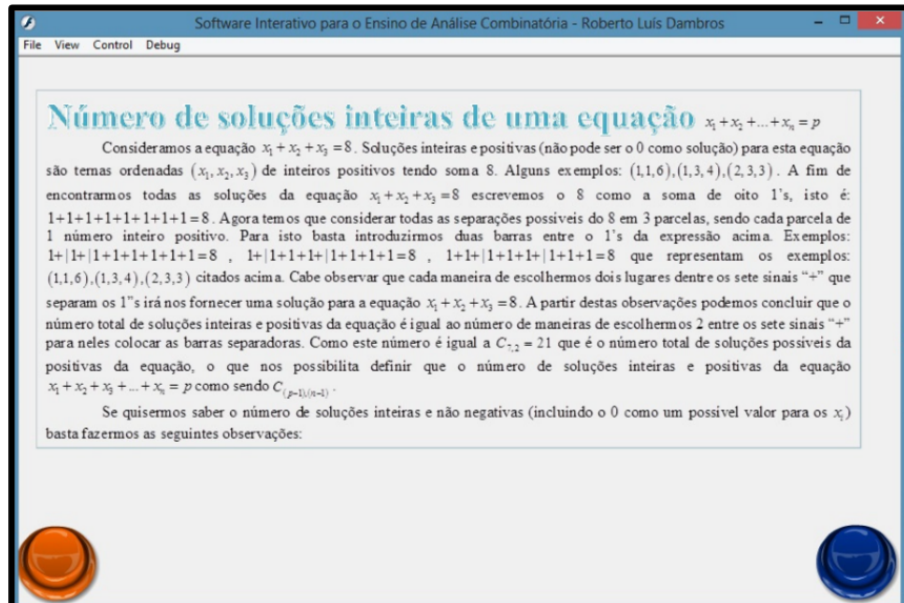 Software Interativo para o Ensino de Análise Combinatória - Roberto Luís Dambros
File View Control Debug
Número de soluções inteiras de uma equação x₁ + x₂ + ... + xₙ = p
Consideramos a equação x₁ + x₂ + x₃ = 8. Soluções inteiras e positivas (não pode ser o 0 como solução) para esta equação
são ternas ordenadas (x₁, x₂, x₃) de inteiros positivos tendo soma 8. Alguns exemplos: (1,1,6),(1,3,4),(2,3,3). A fim de
encontrarmos todas as soluções da equação x₁ + x₂ + x₃ = 8 escrevemos o 8 como a soma de oito 1's, isto é:
1+1+1+1+1+1+1+1=8. Agora temos que considerar todas as separações possíveis do 8 em 3 parcelas, sendo cada parcela de
1 número inteiro positivo. Para isto basta introduzirmos duas barras entre o 1's da expressão acima. Exemplos:
1+|1+|1+1+1+1+1+1=8 , 1+|1+1+1+|1+1+1+1=8 , 1+1+|1+1+1+|1+1+1=8 que representam os exemplos:
(1,1,6),(1,3,4),(2,3,3) citados acima. Cabe observar que cada maneira de escolhermos dois lugares dentre os sete sinais “+” que
separam os 1"s irá nos fornecer uma solução para a equação x₁ + x₂ + x₃ = 8. A partir destas observações podemos concluir que o
número total de soluções inteiras e positivas da equação é igual ao número de maneiras de escolhermos 2 entre os sete sinais “+”
para neles colocar as barras separadoras. Como este número é igual a C₇,₂ = 21 que é o número total de soluções possíveis da
positivas da equação, o que nos possibilita definir que o número de soluções inteiras e positivas da equação
x₁ + x₂ + x₃ + ... + xₙ = p como sendo C₍ₚ₋₁₎,₍ₙ₋₁₎.
Se quisermos saber o número de soluções inteiras e não negativas (incluindo o 0 como um possível valor para os xᵢ)
basta fazermos as seguintes observações: